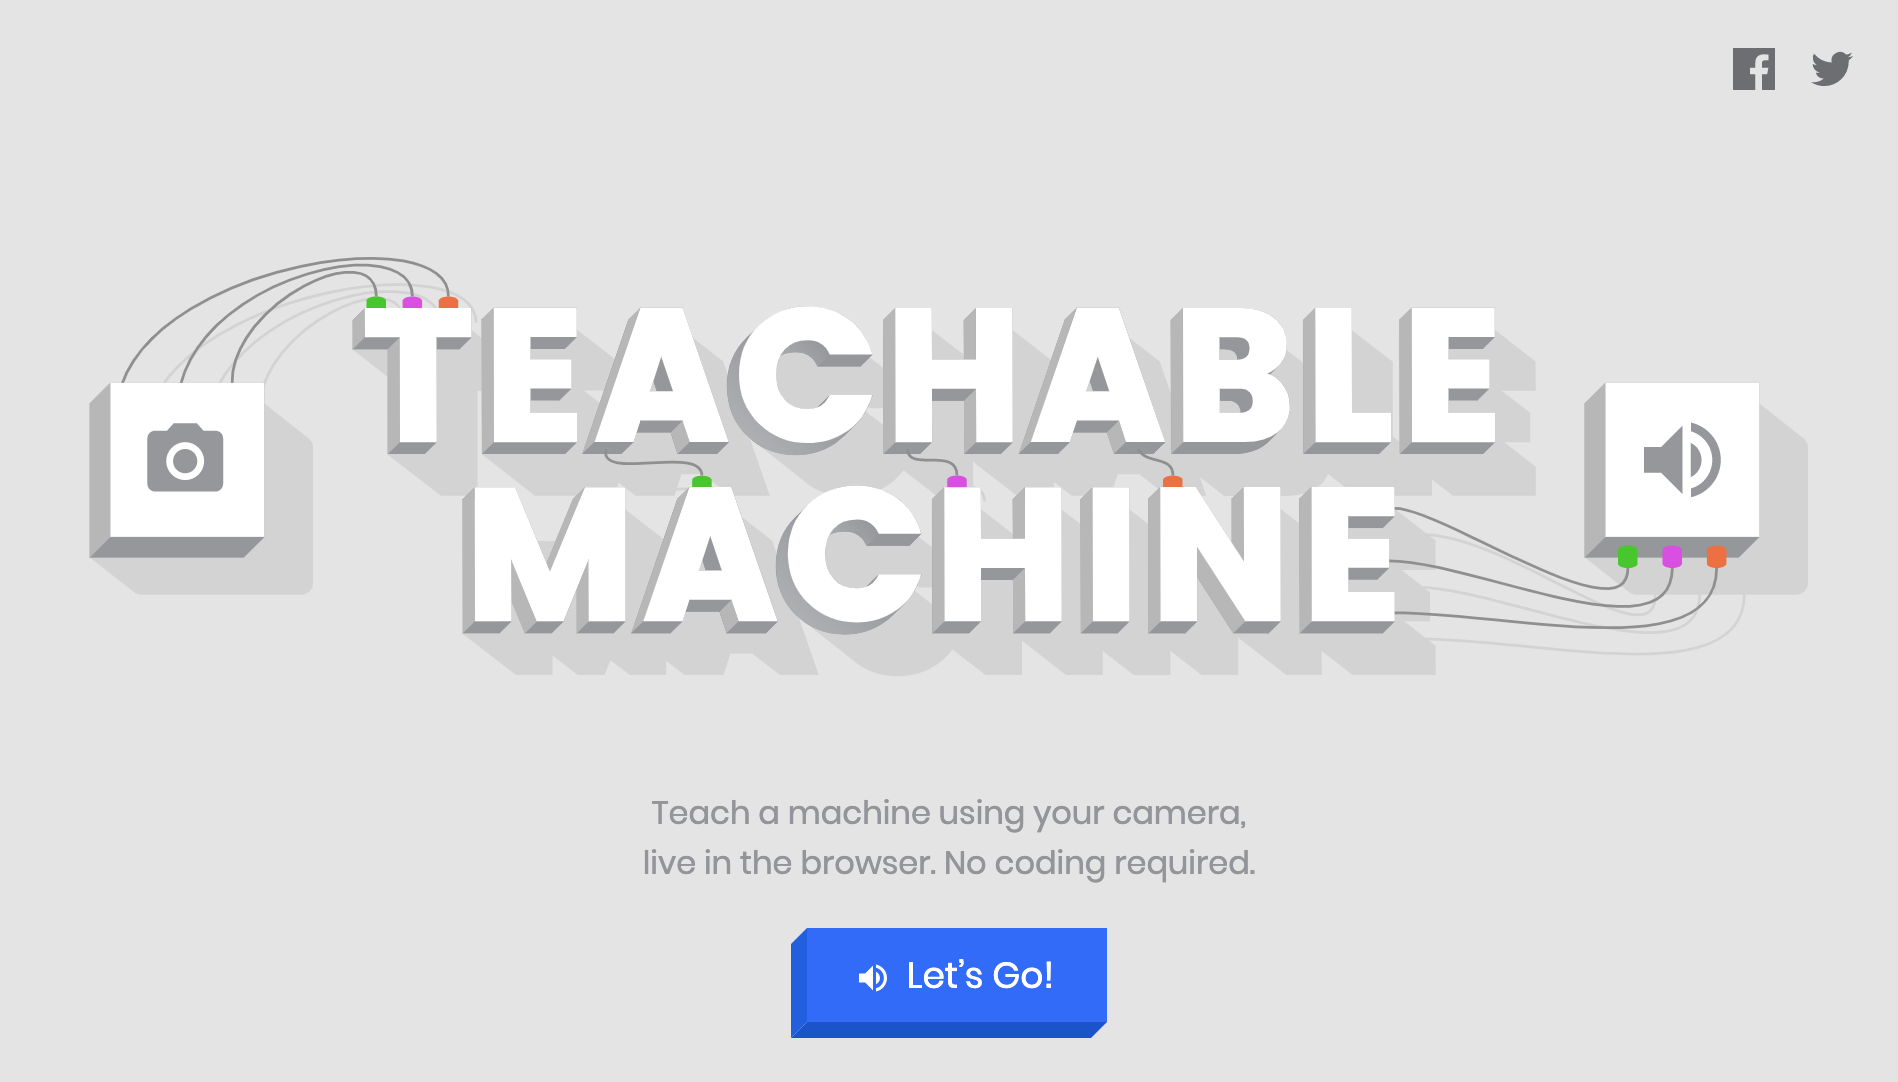 TEACHABLE
MACHINE
Teach a machine using your camera,
live in the browser. No coding required.
Let’s Go!